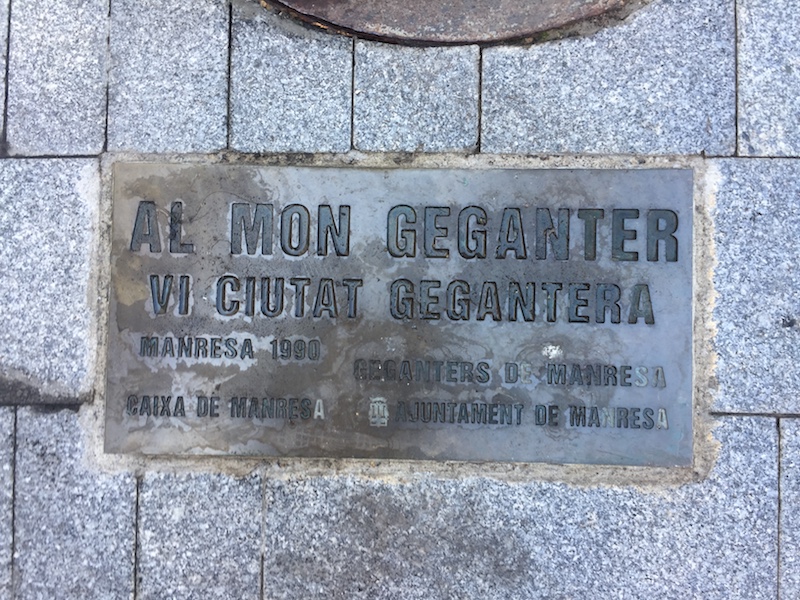 AL MON GEGANTER
VI CIUTAT GEGANTERA
MANRESA 1990
GEGANTERS DE MANRESA
CAIXA DE MANRESA
AJUNTAMENT DE MANRESA